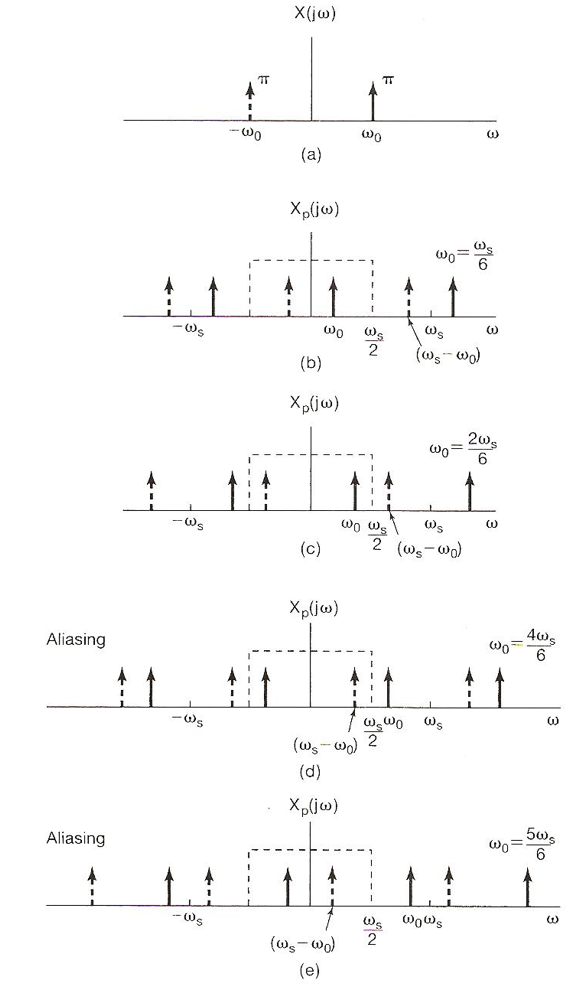 X(jω)
π π
−ω₀ ω₀ ω
(a)
Xₚ(jω)
ω₀ = ωₛ/6
−ωₛ ω₀ ωₛ/2 ωₛ ω
(ωₛ − ω₀)
(b)
Xₚ(jω)
ω₀ = 2ωₛ/6
−ωₛ ω₀ ωₛ/2 ωₛ ω
(ωₛ − ω₀)
(c)
Xₚ(jω)
Aliasing
ω₀ = 4ωₛ/6
−ωₛ ωₛ/2 ω₀ ωₛ ω
(ωₛ − ω₀)
(d)
Xₚ(jω)
Aliasing
ω₀ = 5ωₛ/6
−ωₛ ωₛ/2 ω₀ ωₛ ω
(ωₛ − ω₀)
(e)